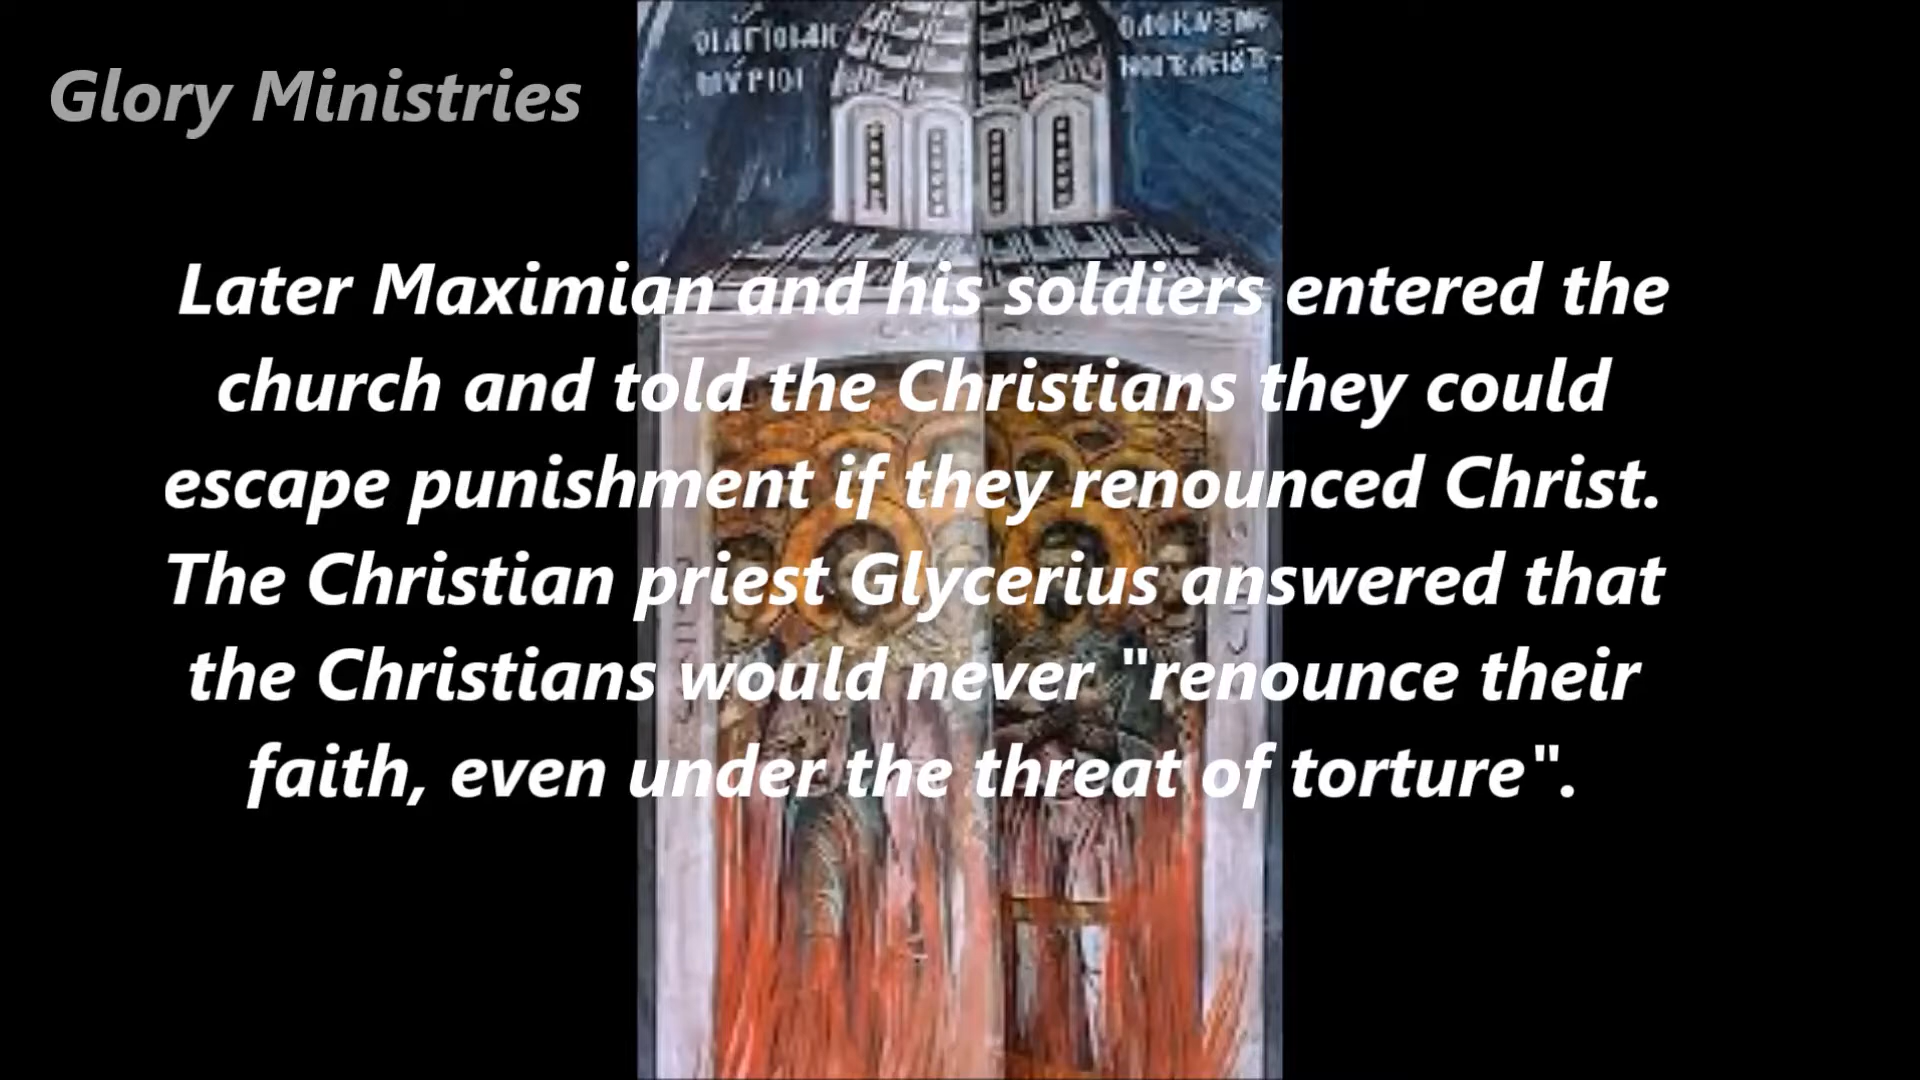 Glory Ministries
Later Maximian and his soldiers entered the
church and told the Christians they could
escape punishment if they renounced Christ.
The Christian priest Glycerius answered that
the Christians would never "renounce their
faith, even under the threat of torture".
ΜΥΡΙΟΙ